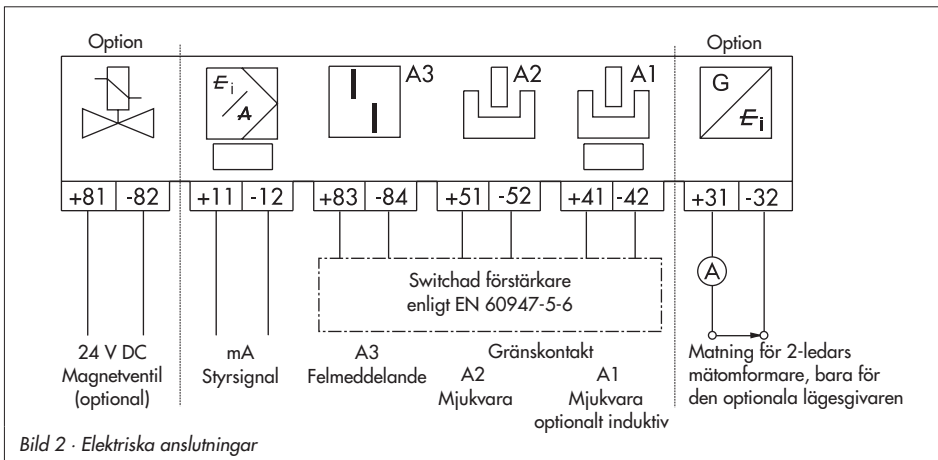 Option
Option
E i
A
A3
A2
A1
G
E i
+81 -82
+11 -12
+83 -84
+51 -52
+41 -42
+31 -32
A
Switchad förstärkare
enligt EN 60947-5-6
24 V DC
Magnetventil
(optional)
mA
Styrsignal
A3
Felmeddelande
Gränskontakt
A2
Mjukvara
A1
Mjukvara
optionalt induktiv
Matning för 2-ledars
mätomformare, bara för
den optionala lägesgivaren
Bild 2 · Elektriska anslutningar